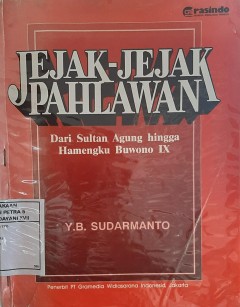 grasindo
JEJAK-JEJAK
PAHLAWAN
Dari Sultan Agung hingga
Hamengku Buwono IX
Y.B. SUDARMANTO
Penerbit PT Gramedia Widiasarana Indonesia, Jakarta